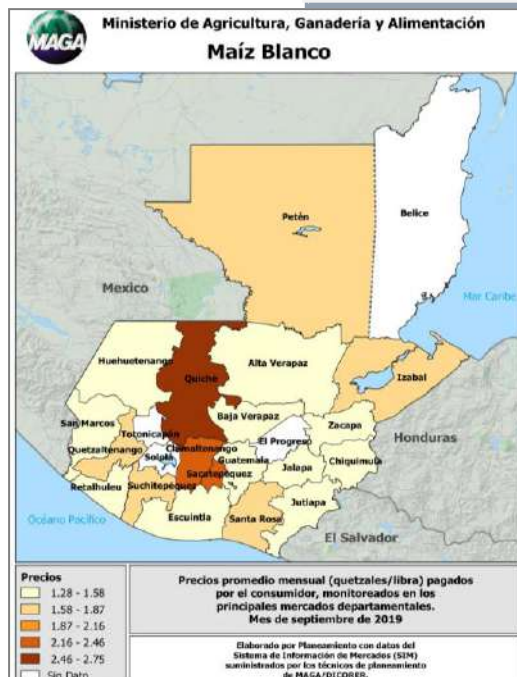 MAGA
Ministerio de Agricultura, Ganadería y Alimentación
Maíz Blanco
Petén
Belice
Mar Caribe
Mexico
Huehuetenango
Quiché
Alta Verapaz
Izabal
San Marcos
Totonicapán
Baja Verapaz
Zacapa
Quetzaltenango
Sololá
Chimaltenango
El Progreso
Guatemala
Honduras
Retalhuleu
Suchitepéquez
Sacatepéquez
Jalapa
Chiquimula
Escuintla
Santa Rosa
Jutiapa
Océano Pacífico
El Salvador
Precios
1.28 - 1.58
1.58 - 1.87
1.87 - 2.16
2.16 - 2.46
2.46 - 2.75
Sin Dato
Precios promedio mensual (quetzales/libra) pagados
por el consumidor, monitoreados en los
principales mercados departamentales.
Mes de septiembre de 2019
Elaborado por Planeamiento con datos del
Sistema de Información de Mercados (SIM)
suministrados por los técnicos de planeamiento
de MAGA/DICORER.